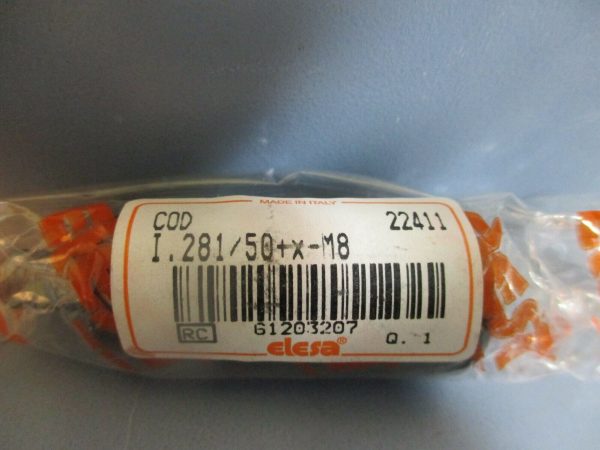 MADE IN ITALY
COD 22411
I.281/50+x-M8
RC 61203207
elesa® Q. 1